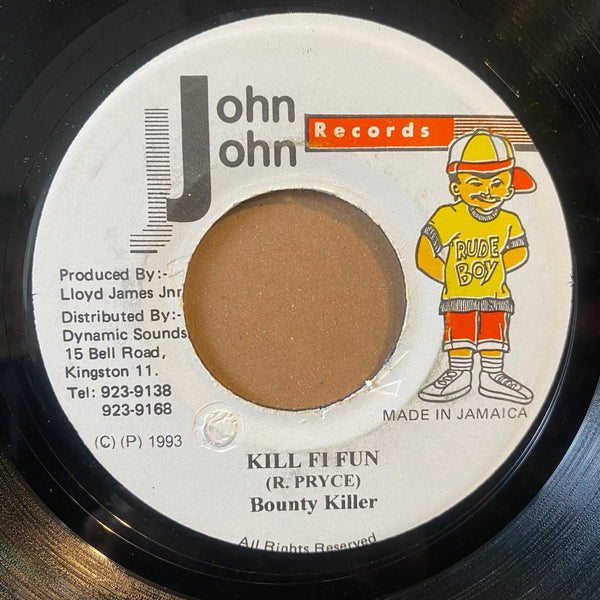 John
John
Records
RUDE
BOY
Produced By:-
Lloyd James Jnr
Distributed By:-
Dynamic Sounds
15 Bell Road,
Kingston 11.
Tel: 923-9138
923-9168
MADE IN JAMAICA
(C) (P) 1993
KILL FI FUN
(R. PRYCE)
Bounty Killer
All Rights Reserved